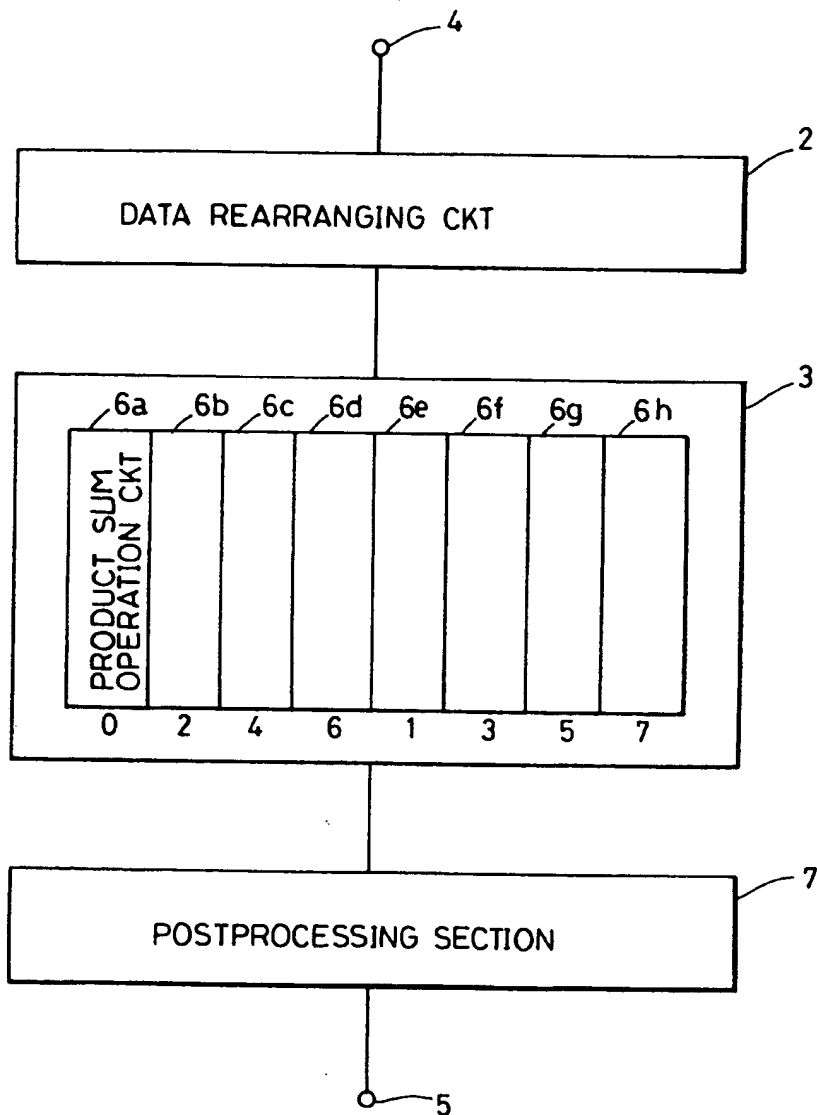 4
2
DATA REARRANGING CKT
3
6a 6b 6c 6d 6e 6f 6g 6h
PRODUCT SUM
OPERATION CKT
0 2 4 6 1 3 5 7
7
POSTPROCESSING SECTION
5